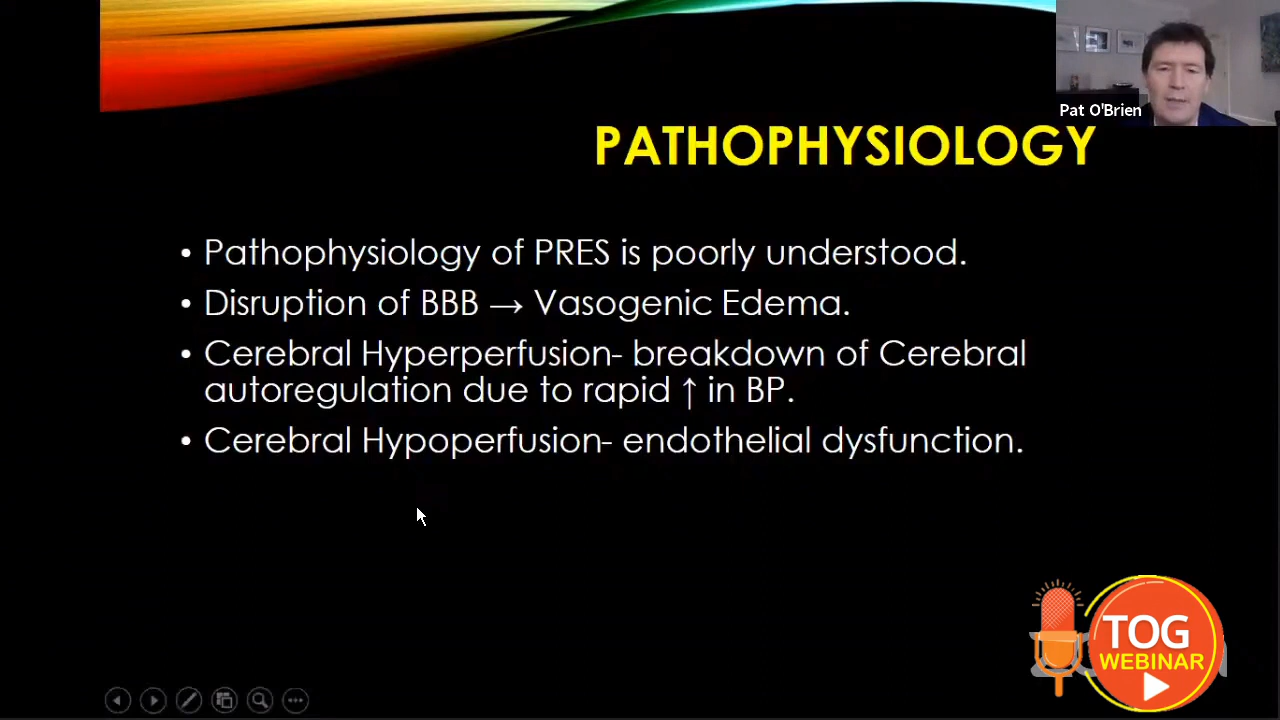 Pat O'Brien
PATHOPHYSIOLOGY
• Pathophysiology of PRES is poorly understood.
• Disruption of BBB → Vasogenic Edema.
• Cerebral Hyperperfusion- breakdown of Cerebral
autoregulation due to rapid ↑ in BP.
• Cerebral Hypoperfusion- endothelial dysfunction.
TOG
WEBINAR